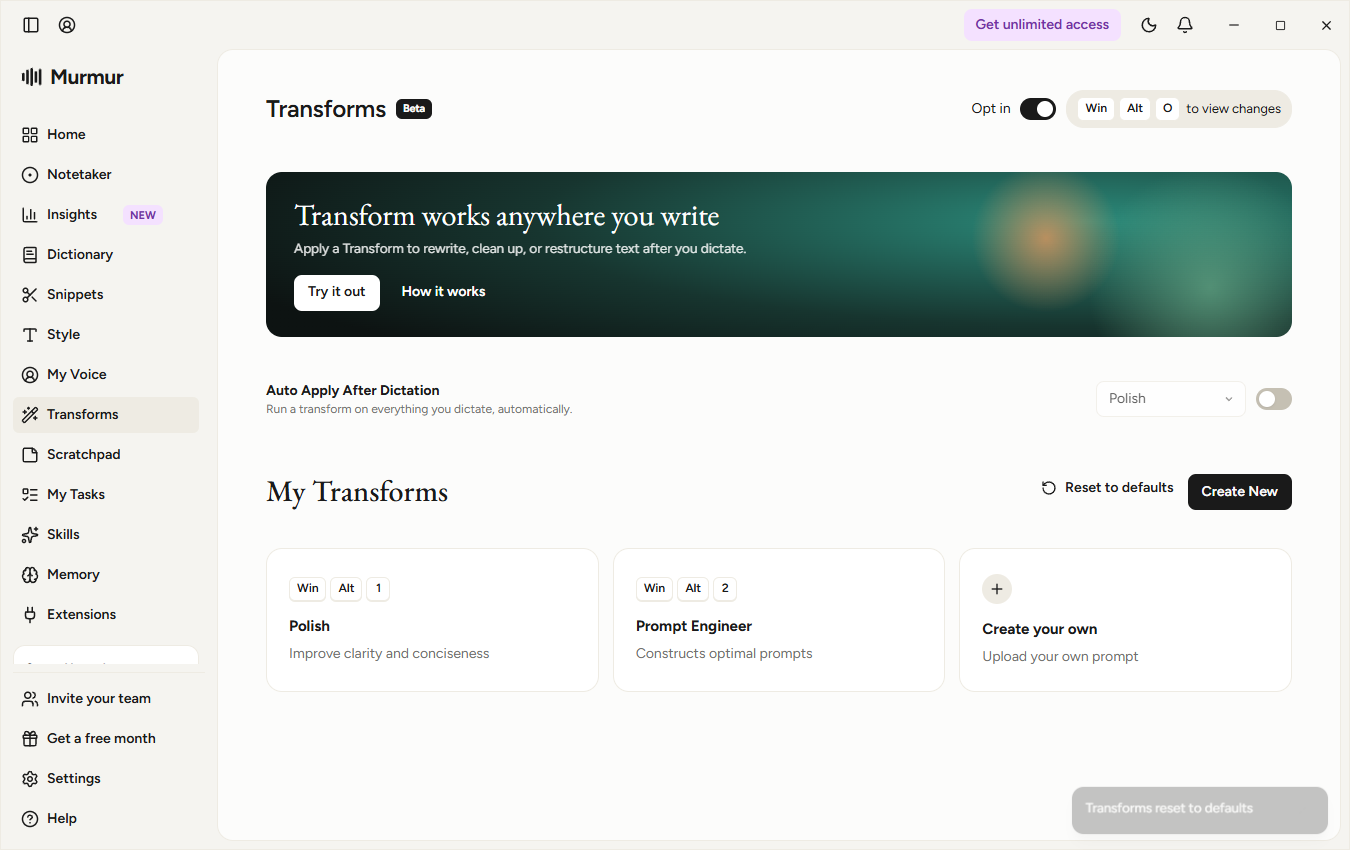 Get unlimited access
Murmur
Home
Notetaker
Insights NEW
Dictionary
Snippets
Style
My Voice
Transforms
Scratchpad
My Tasks
Skills
Memory
Extensions
Invite your team
Get a free month
Settings
Help
Transforms Beta
Opt in Win Alt O to view changes
Transform works anywhere you write
Apply a Transform to rewrite, clean up, or restructure text after you dictate.
Try it out How it works
Auto Apply After Dictation
Run a transform on everything you dictate, automatically.
Polish
My Transforms
Reset to defaults Create New
Win Alt 1
Polish
Improve clarity and conciseness
Win Alt 2
Prompt Engineer
Constructs optimal prompts
Create your own
Upload your own prompt
Transforms reset to defaults